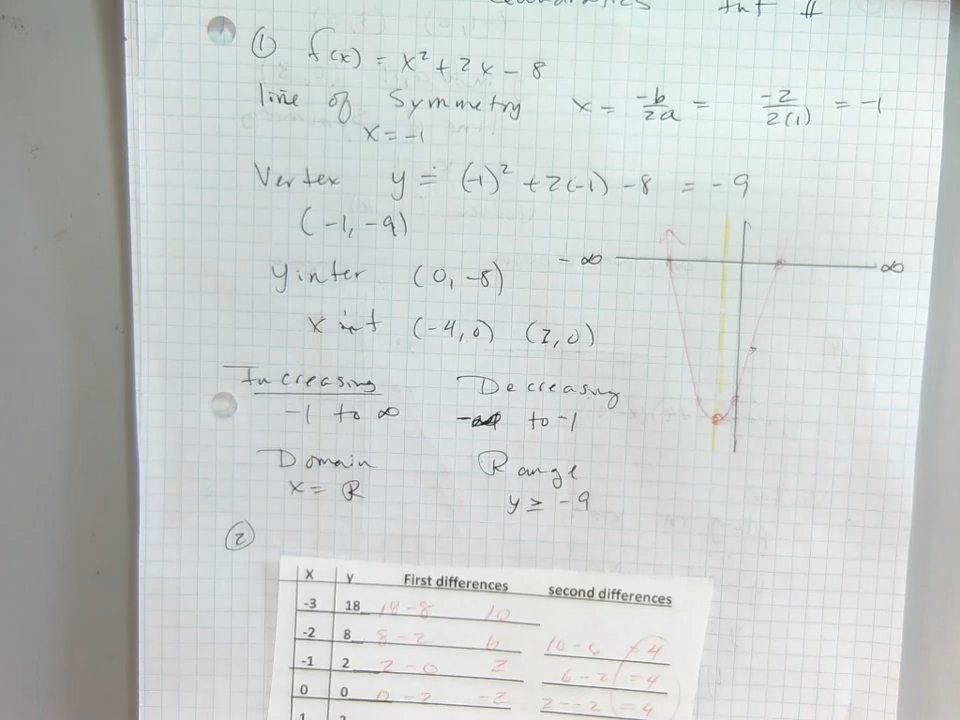 Int #
① f(x) = x² + 2x - 8
line of Symmetry x = -b/2a = -2/2(1) = -1
x = -1
Vertex y = (-1)² + 2(-1) - 8 = -9
(-1, -9)
-∞ ∞
y inter (0, -8)
x int (-4, 0) (2, 0)
Increasing Decreasing
-1 to ∞ -∞ to -1
Domain Range
x = ℝ y ≥ -9
②
x y First differences second differences
-3 18 18-8 10
-2 8 8-2 6 10-6 = 4
-1 2 2-0 2 6-2 = 4
0 0 0-2 -2 2--2 = 4